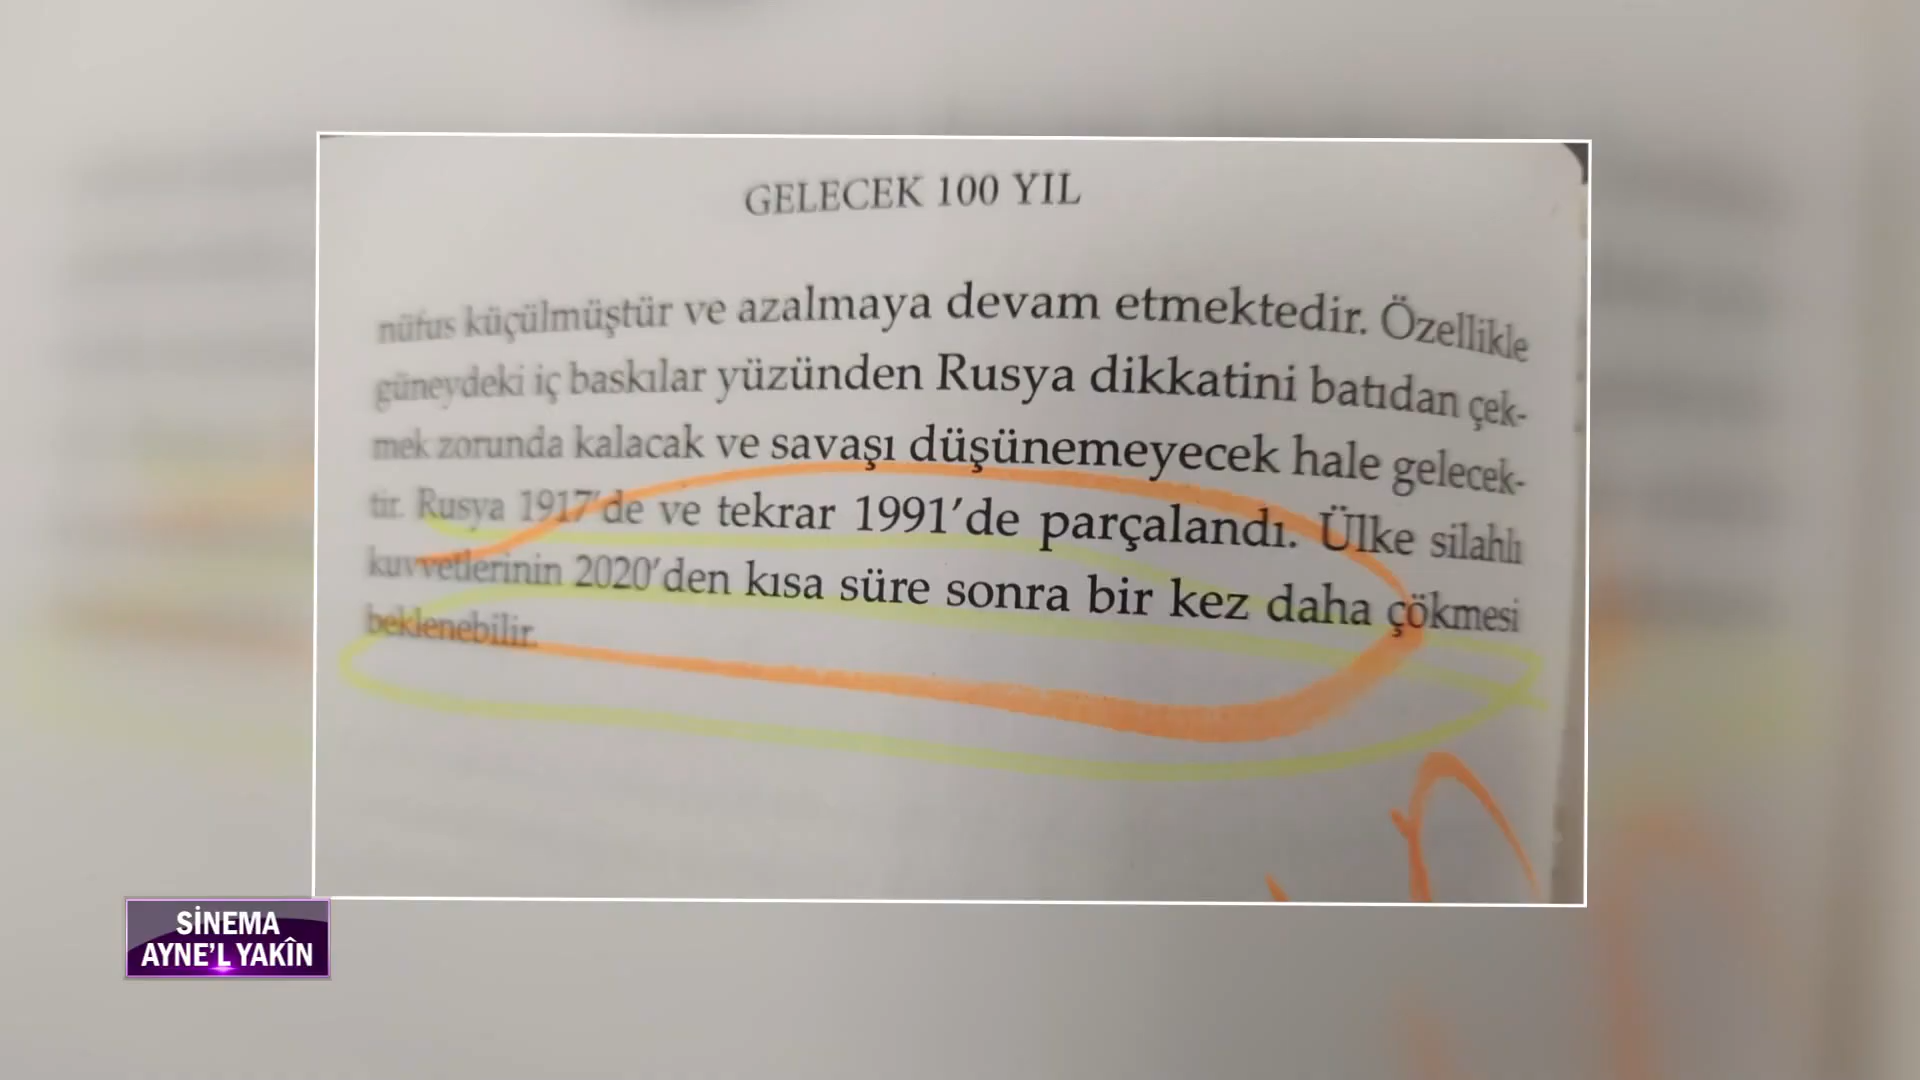 GELECEK 100 YIL
nüfus küçülmüştür ve azalmaya devam etmektedir. Özellikle
güneydeki iç baskılar yüzünden Rusya dikkatini batıdan çek-
mek zorunda kalacak ve savaşı düşünemeyecek hale gelecek-
tir. Rusya 1917'de ve tekrar 1991'de parçalandı. Ülke silahlı
kuvvetlerinin 2020'den kısa süre sonra bir kez daha çökmesi
beklenebilir.
SİNEMA
AYNE'L YAKÎN